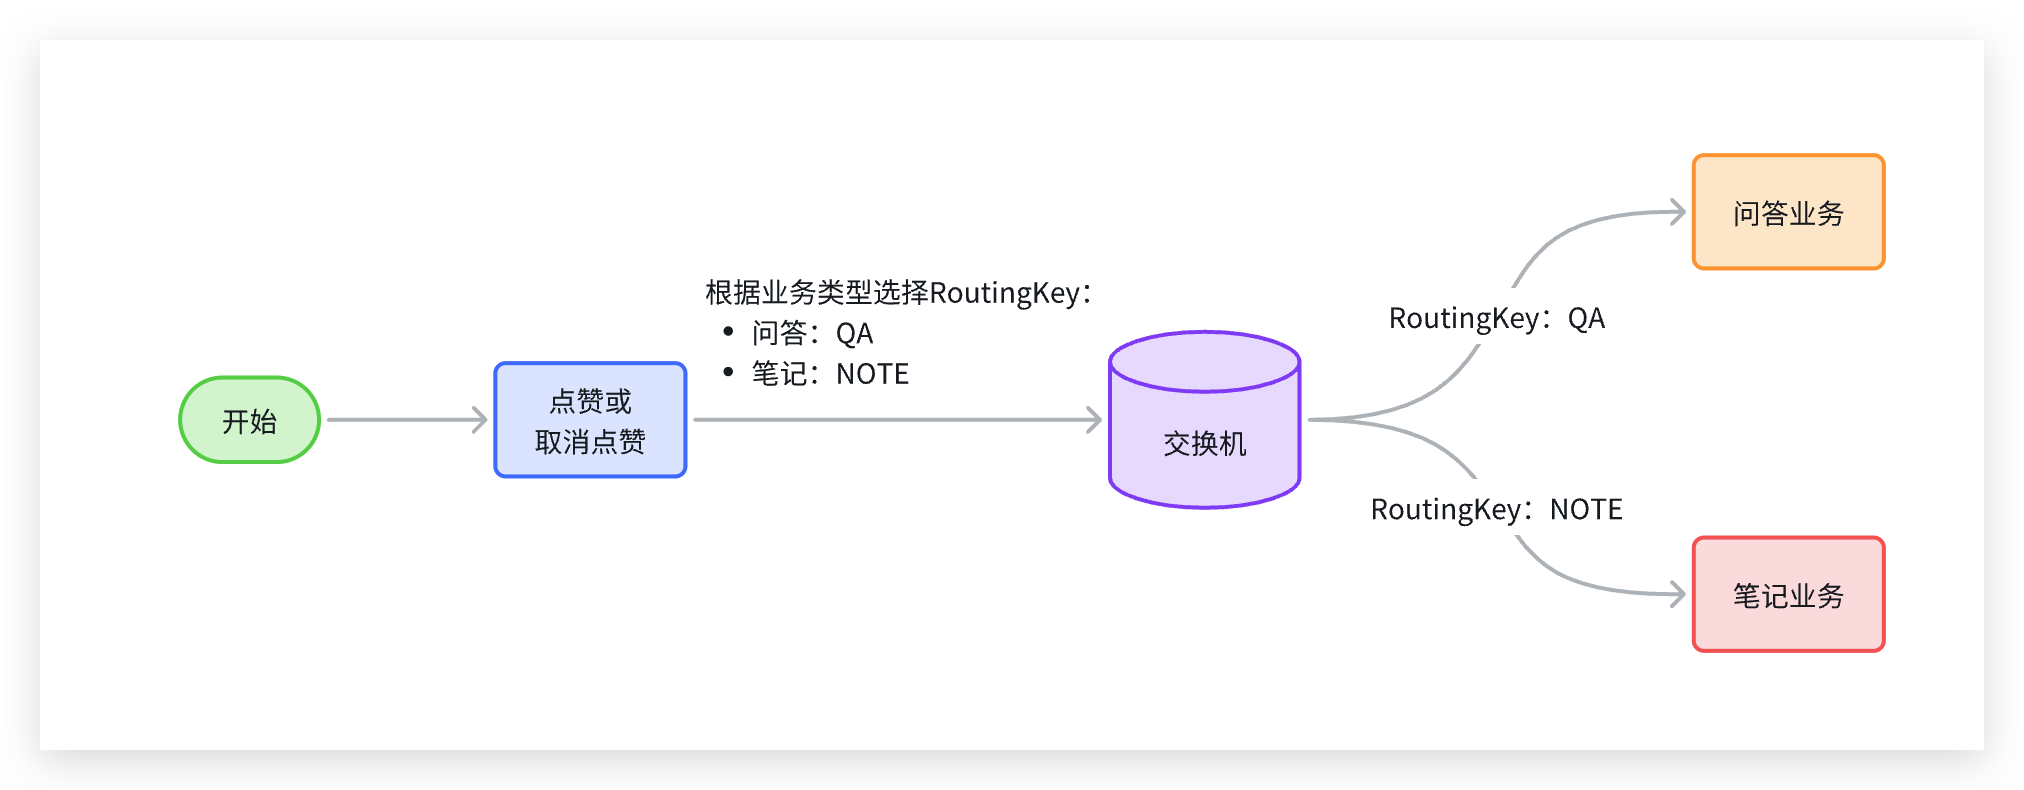 开始
点赞或
取消点赞
根据业务类型选择RoutingKey：
• 问答：QA
• 笔记：NOTE
交换机
RoutingKey：QA
RoutingKey：NOTE
问答业务
笔记业务